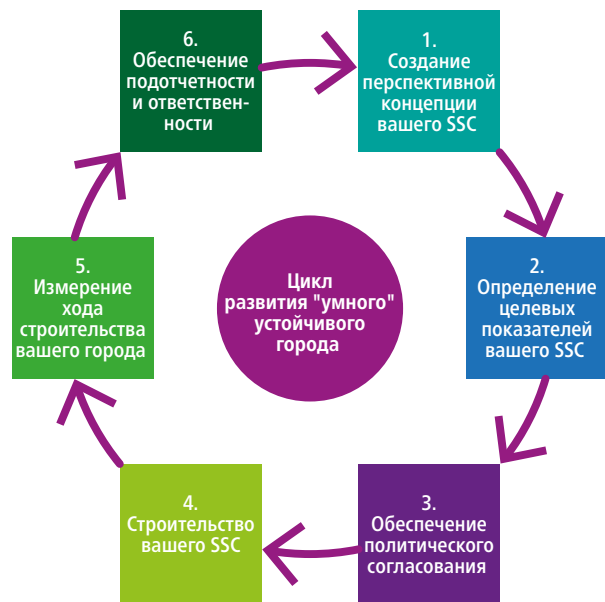 6.
Обеспечение
подотчетности
и ответствен-
ности
1.
Создание
перспективной
концепции
вашего SSC
5.
Измерение
хода
строительства
вашего города
Цикл
развития "умного"
устойчивого
города
2.
Определение
целевых
показателей
вашего SSC
4.
Строительство
вашего SSC
3.
Обеспечение
политического
согласования